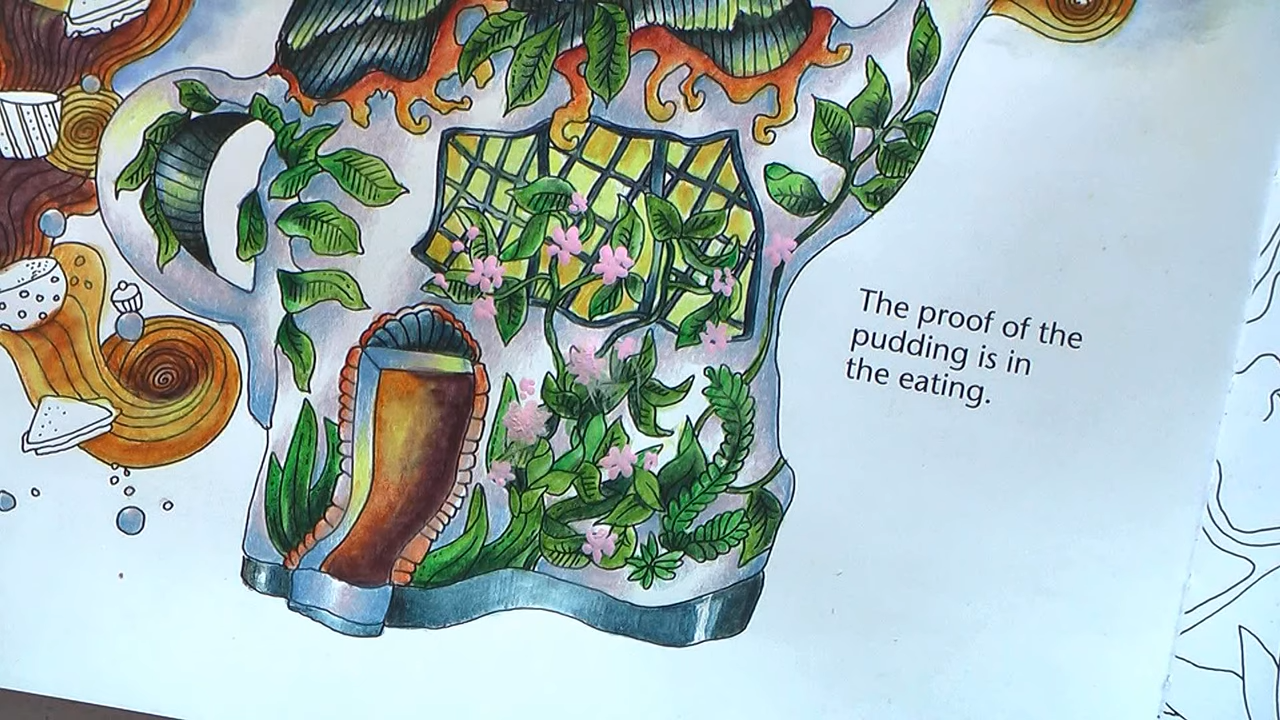 The proof of the
pudding is in
the eating.